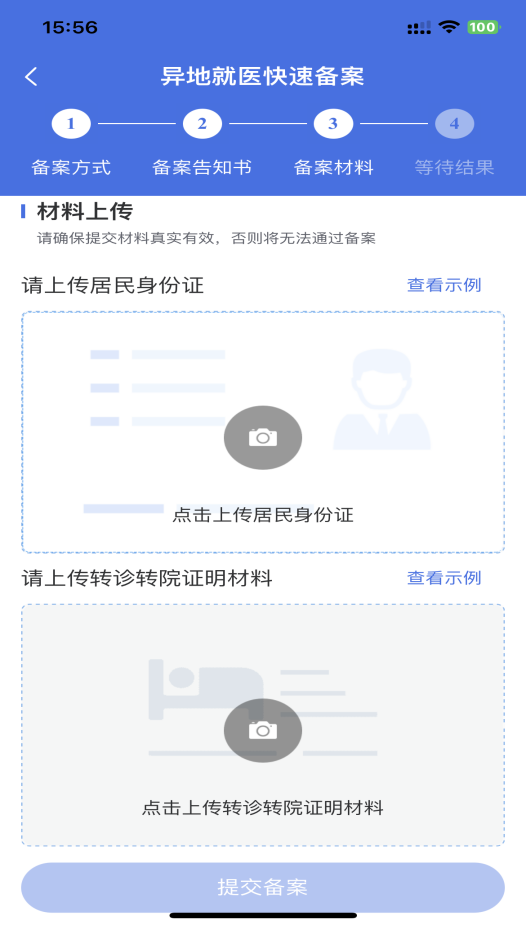 15:56
100
异地就医快速备案
1 2 3 4
备案方式 备案告知书 备案材料 等待结果
材料上传
请确保提交材料真实有效，否则将无法通过备案
请上传居民身份证 查看示例
点击上传居民身份证
请上传转诊转院证明材料 查看示例
点击上传转诊转院证明材料
提交备案